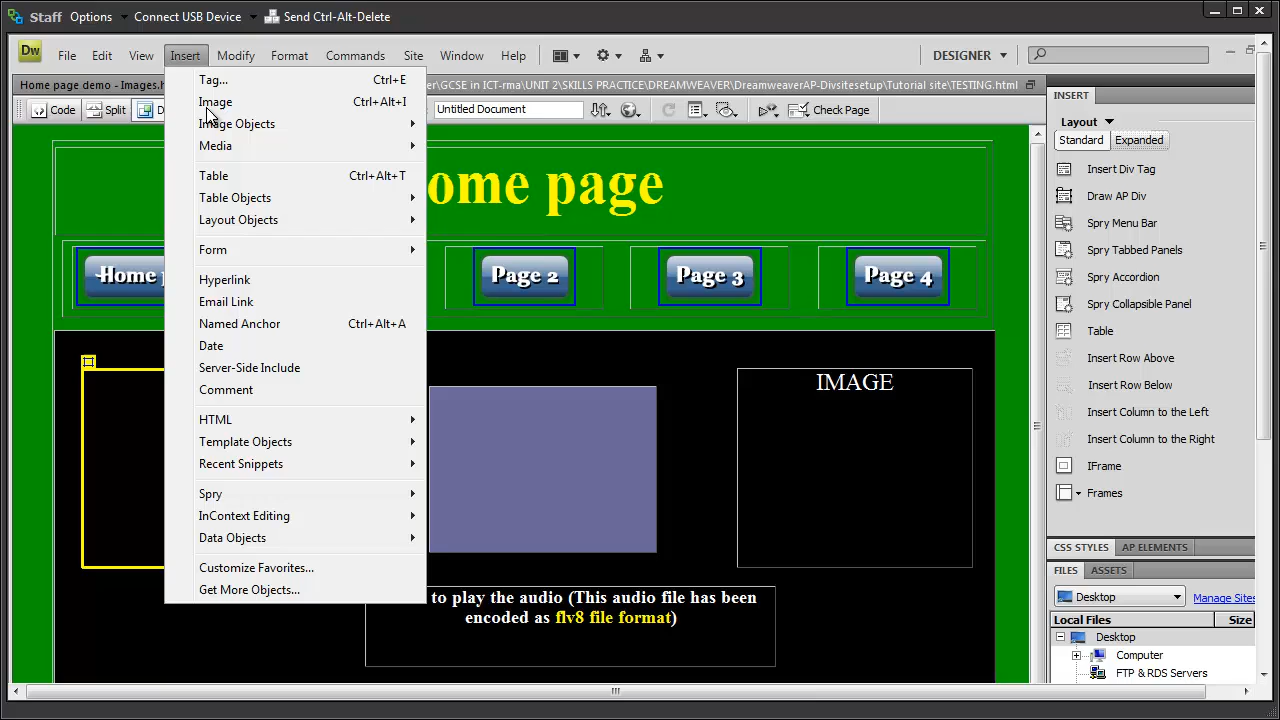 Staff Options Connect USB Device Send Ctrl-Alt-Delete
Dw File Edit View Insert Modify Format Commands Site Window Help DESIGNER
Home page demo - Images.h er/GCSE in ICT-rma\UNIT 2\SKILLS PRACTICE\DREAMWEAVER\DreamweaverAP-Divsitesetup\Tutorial site\TESTING.html
Code Split D Untitled Document Check Page
Tag... Ctrl+E
Image Ctrl+Alt+I
Image Objects
Media
Table Ctrl+Alt+T
Table Objects
Layout Objects
Form
Hyperlink
Email Link
Named Anchor Ctrl+Alt+A
Date
Server-Side Include
Comment
HTML
Template Objects
Recent Snippets
Spry
InContext Editing
Data Objects
Customize Favorites...
Get More Objects...
ome page
Home p Page 2 Page 3 Page 4
IMAGE
to play the audio (This audio file has been
encoded as flv8 file format)
INSERT
Layout
Standard Expanded
Insert Div Tag
Draw AP Div
Spry Menu Bar
Spry Tabbed Panels
Spry Accordion
Spry Collapsible Panel
Table
Insert Row Above
Insert Row Below
Insert Column to the Left
Insert Column to the Right
IFrame
Frames
CSS STYLES AP ELEMENTS
FILES ASSETS
Desktop Manage Sites
Local Files Size
Desktop
Computer
FTP & RDS Servers